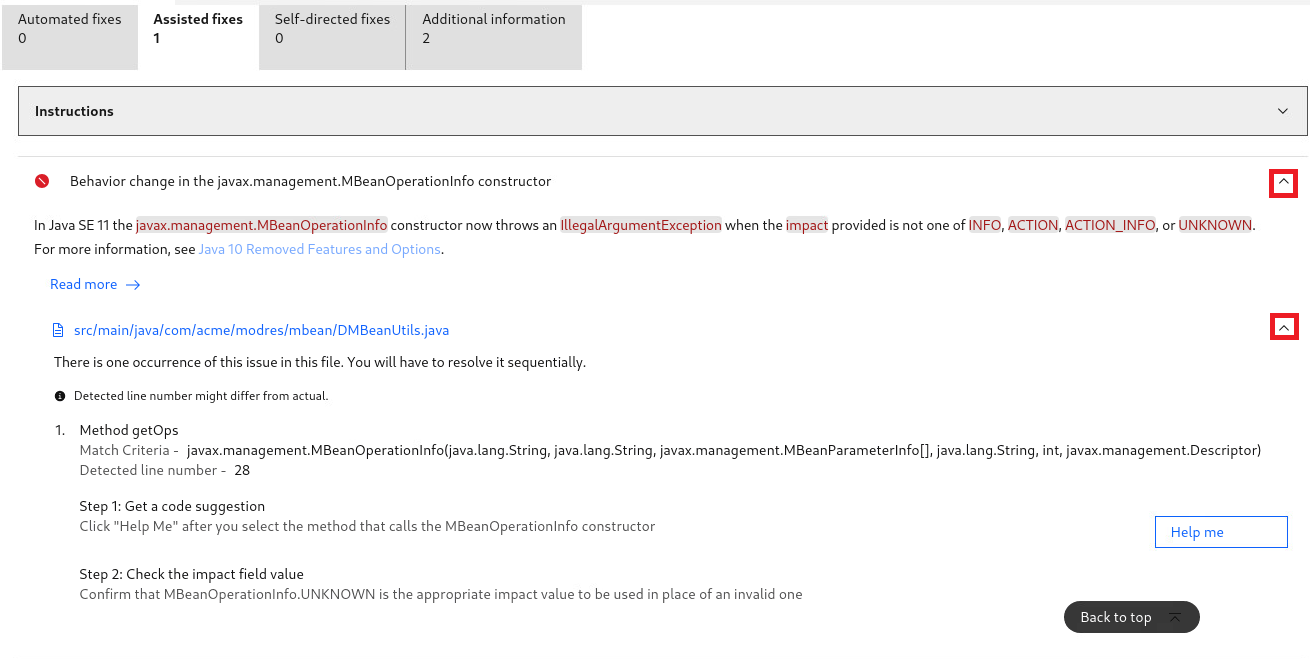 Automated fixes
0
Assisted fixes
1
Self-directed fixes
0
Additional information
2
Instructions
Behavior change in the javax.management.MBeanOperationInfo constructor
In Java SE 11 the javax.management.MBeanOperationInfo constructor now throws an IllegalArgumentException when the impact provided is not one of INFO, ACTION, ACTION_INFO, or UNKNOWN.
For more information, see Java 10 Removed Features and Options.
Read more
src/main/java/com/acme/modres/mbean/DMBeanUtils.java
There is one occurrence of this issue in this file. You will have to resolve it sequentially.
Detected line number might differ from actual.
1. Method getOps
Match Criteria - javax.management.MBeanOperationInfo(java.lang.String, java.lang.String, javax.management.MBeanParameterInfo[], java.lang.String, int, javax.management.Descriptor)
Detected line number - 28
Step 1: Get a code suggestion
Click "Help Me" after you select the method that calls the MBeanOperationInfo constructor
Help me
Step 2: Check the impact field value
Confirm that MBeanOperationInfo.UNKNOWN is the appropriate impact value to be used in place of an invalid one
Back to top